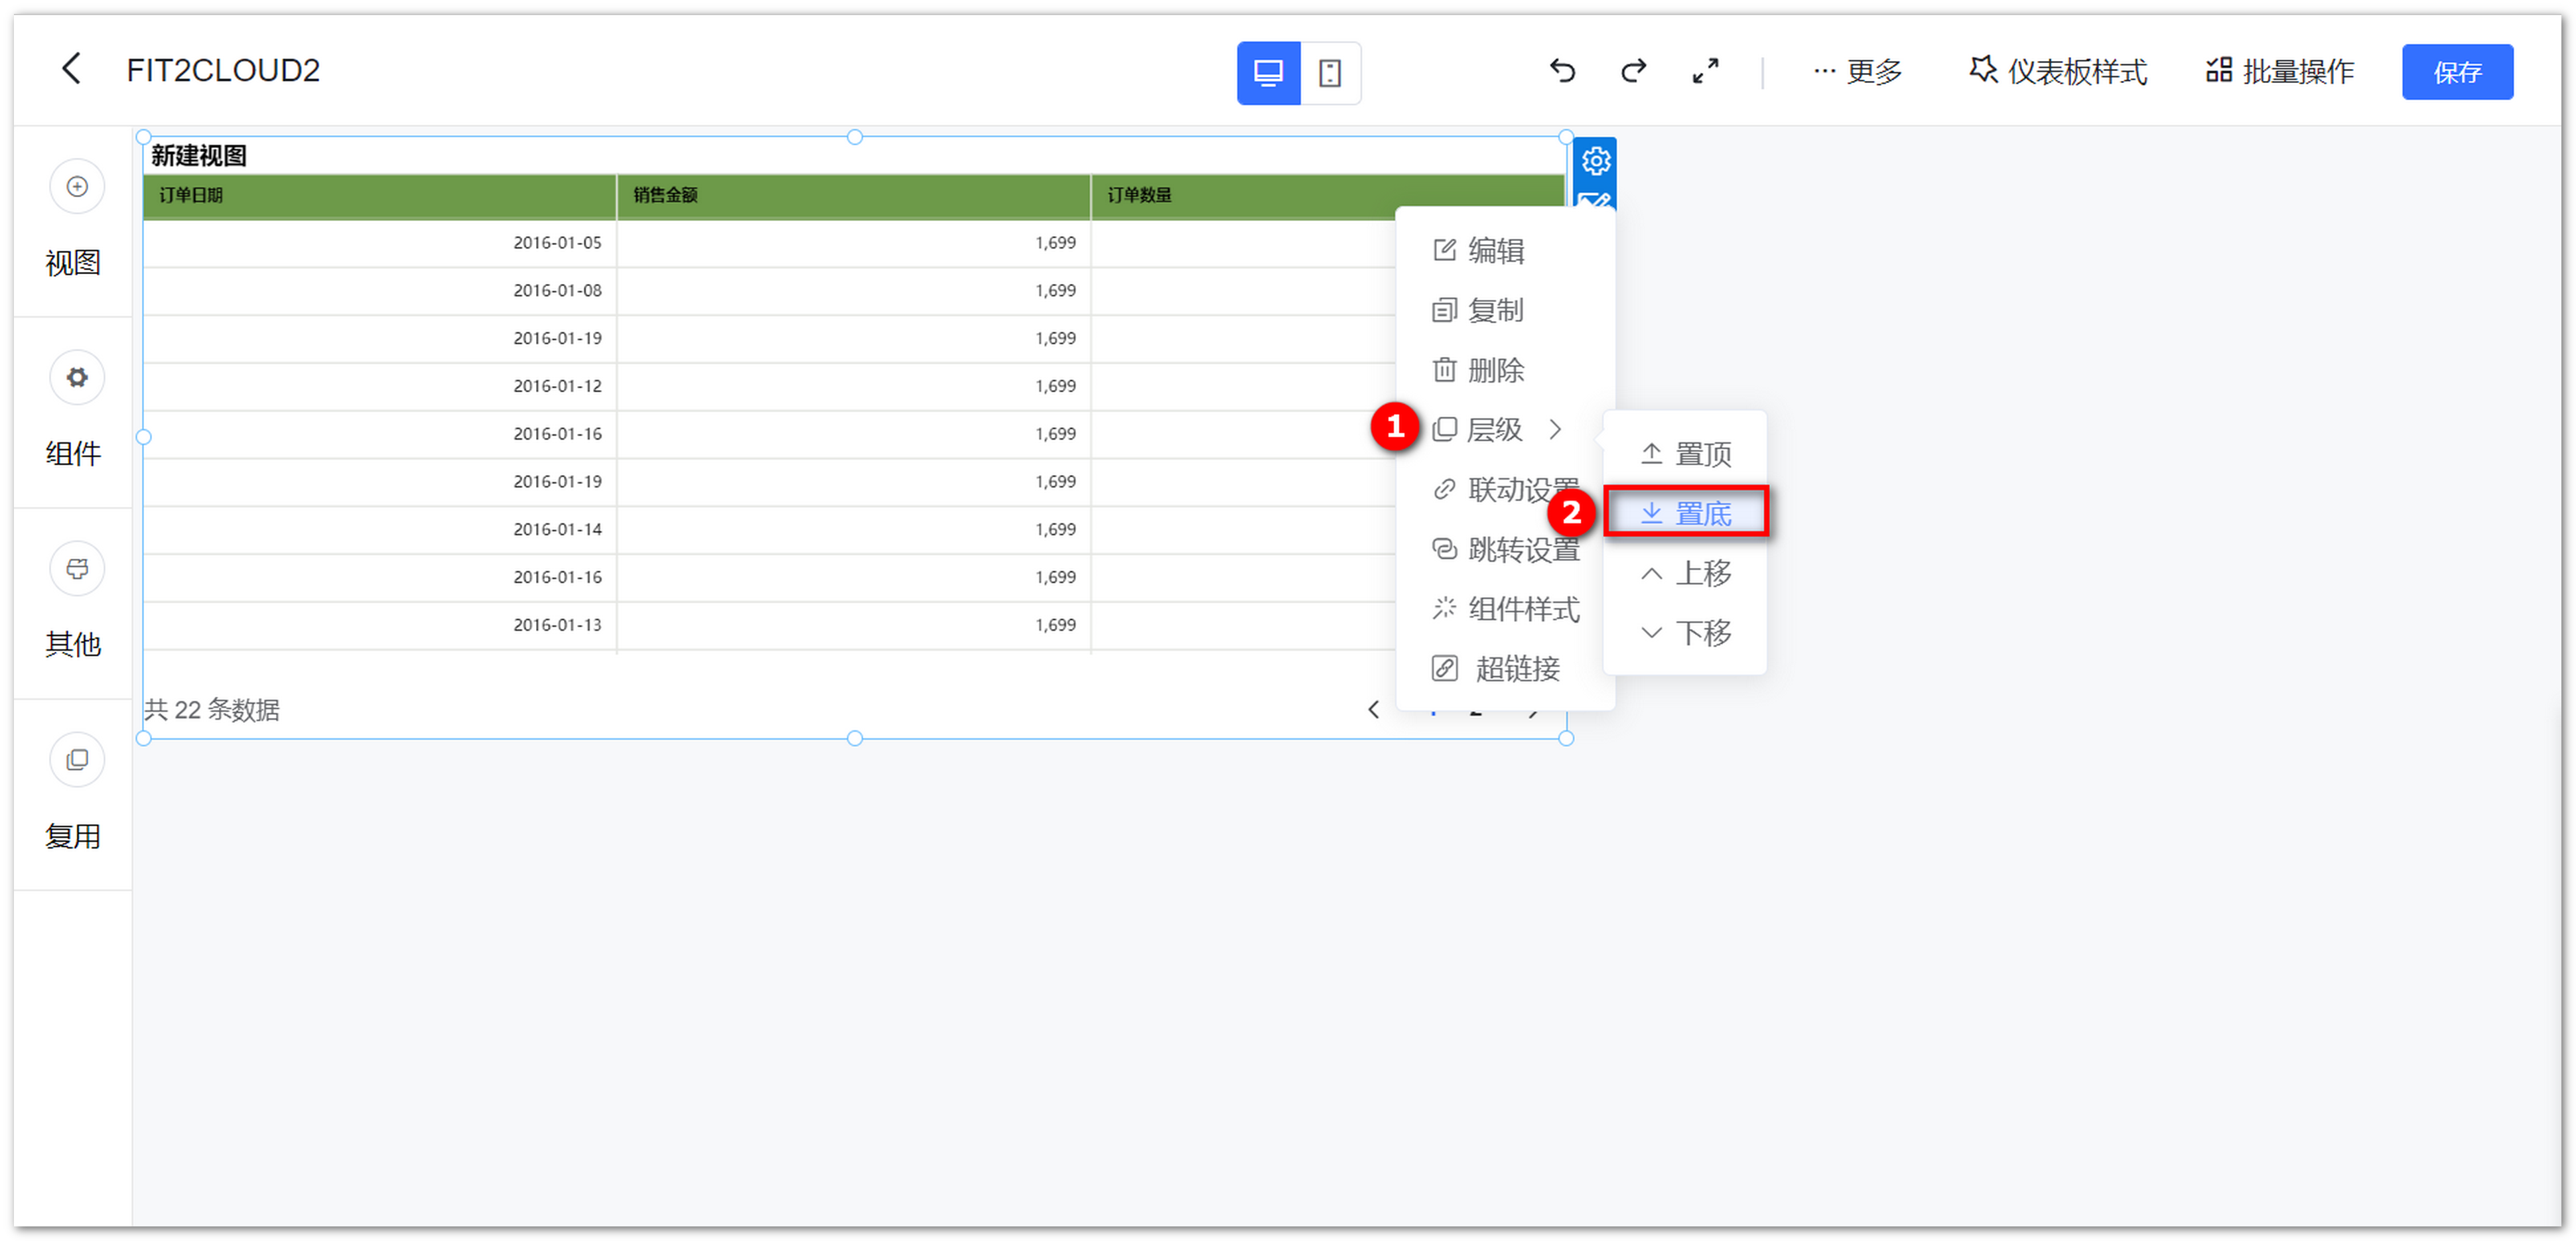 FIT2CLOUD2
更多
仪表板样式
批量操作
保存
视图
组件
其他
复用
新建视图
订单日期 销售金额 订单数量
2016-01-05 1,699
2016-01-08 1,699
2016-01-19 1,699
2016-01-12 1,699
2016-01-16 1,699
2016-01-19 1,699
2016-01-14 1,699
2016-01-16 1,699
2016-01-13 1,699
共 22 条数据
编辑
复制
删除
1 层级
联动设置
跳转设置
组件样式
超链接
置顶
2 置底
上移
下移